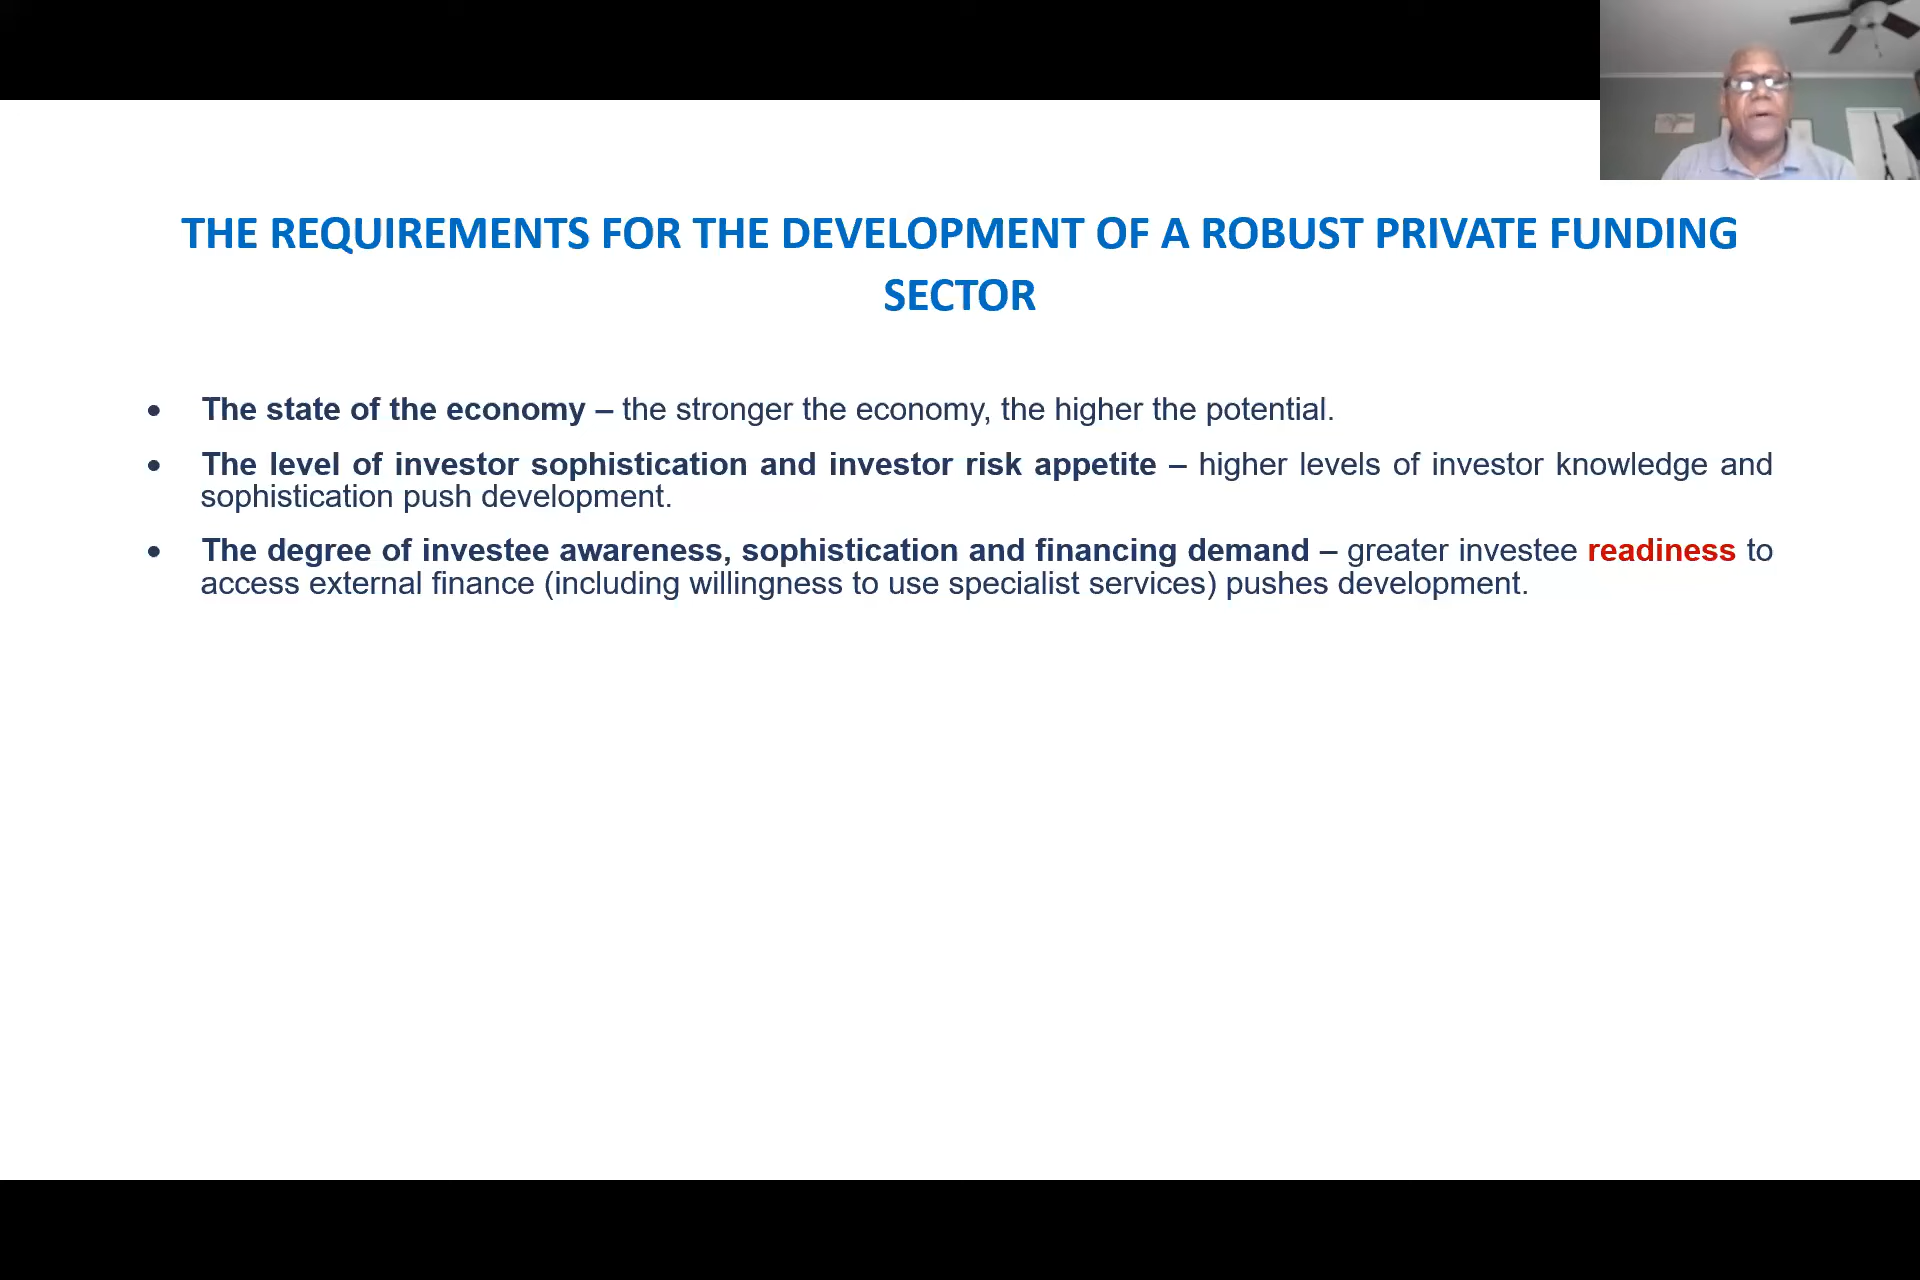 THE REQUIREMENTS FOR THE DEVELOPMENT OF A ROBUST PRIVATE FUNDING
SECTOR
• The state of the economy – the stronger the economy, the higher the potential.
• The level of investor sophistication and investor risk appetite – higher levels of investor knowledge and
sophistication push development.
• The degree of investee awareness, sophistication and financing demand – greater investee readiness to
access external finance (including willingness to use specialist services) pushes development.